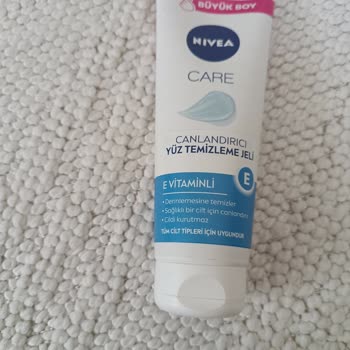 BÜYÜK BOY
NIVEA
CARE
CANLANDIRICI
YÜZ TEMİZLEME JELİ
E VİTAMİNLİ
E
• Derinlemesine temizler
• Sağlıklı bir cilt için canlandırır
• Cildi kurutmaz
TÜM CİLT TİPLERİ İÇİN UYGUNDUR